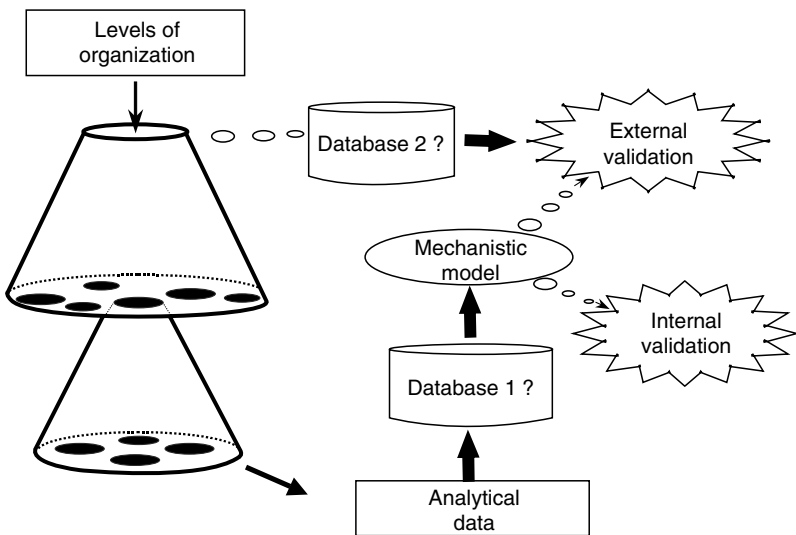 Levels of
organization
Database 2 ?
External
validation
Mechanistic
model
Internal
validation
Database 1 ?
Analytical
data